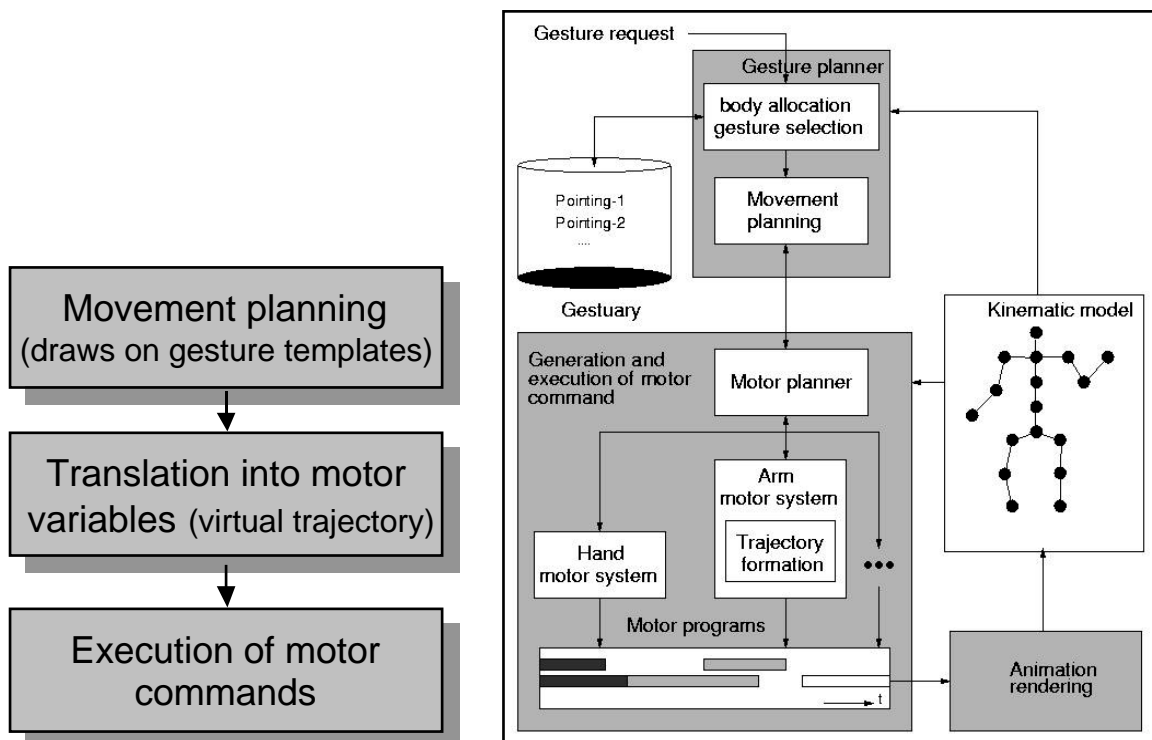 Movement planning
(draws on gesture templates)
Translation into motor
variables (virtual trajectory)
Execution of motor
commands
Gesture request
Gesture planner
body allocation
gesture selection
Movement
planning
Pointing-1
Pointing-2
....
Gestuary
Generation and
execution of motor
command
Motor planner
Arm
motor system
Trajectory
formation
Hand
motor system
•••
Motor programs
t
Kinematic model
Animation
rendering